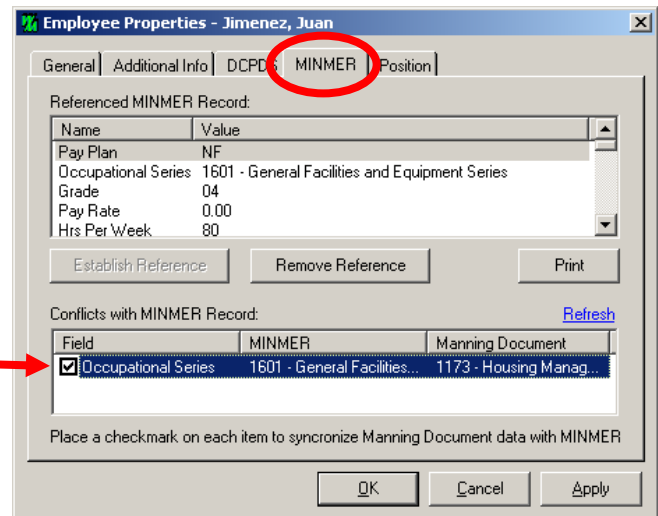 Employee Properties - Jimenez, Juan
General Additional Info DCPDS MINMER Position
Referenced MINMER Record:
Name Value
Pay Plan NF
Occupational Series 1601 - General Facilities and Equipment Series
Grade 04
Pay Rate 0.00
Hrs Per Week 80
Establish Reference Remove Reference Print
Conflicts with MINMER Record: Refresh
Field MINMER Manning Document
Occupational Series 1601 - General Facilities... 1173 - Housing Manag...
Place a checkmark on each item to syncronize Manning Document data with MINMER
OK Cancel Apply